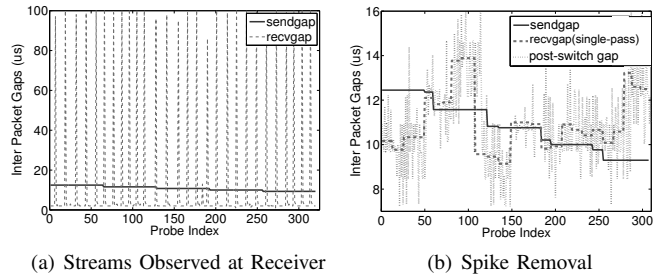 100
80
60
40
20
0
Inter Packet Gaps (us)
sendgap
recvgap
0 50 100 150 200 250 300
Probe Index
(a) Streams Observed at Receiver
16
14
12
10
8
Inter Packet Gaps (us)
sendgap
recvgap(single-pass)
post-switch gap
0 50 100 150 200 250 300
Probe Index
(b) Spike Removal